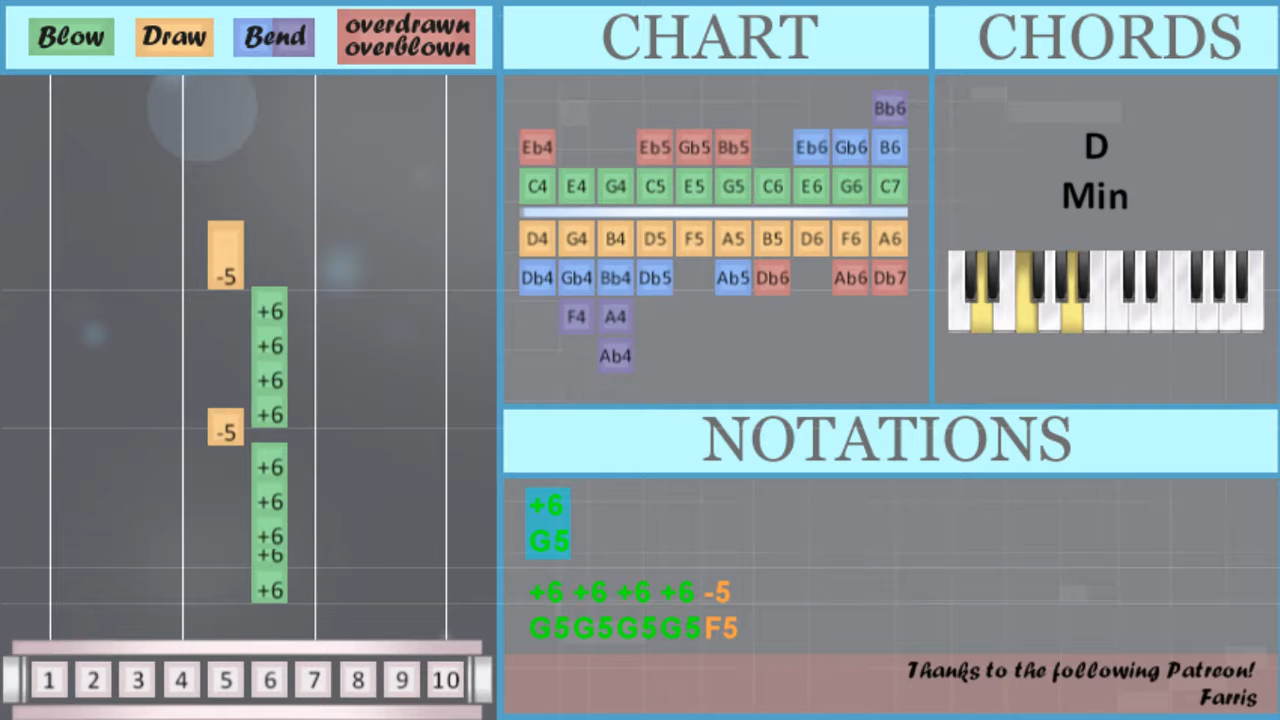 Blow Draw Bend overdrawn
overblown
CHART
CHORDS
-5
+6
+6
+6
+6
-5
+6
+6
+6
+6
+6
1 2 3 4 5 6 7 8 9 10
Bb6
Eb4 Eb5 Gb5 Bb5 Eb6 Gb6 B6
C4 E4 G4 C5 E5 G5 C6 E6 G6 C7
D4 G4 B4 D5 F5 A5 B5 D6 F6 A6
Db4 Gb4 Bb4 Db5 Ab5 Db6 Ab6 Db7
F4 A4
Ab4
D
Min
NOTATIONS
+6
G5
+6 +6 +6 +6 -5
G5G5G5G5F5
Thanks to the following Patreon!
Farris